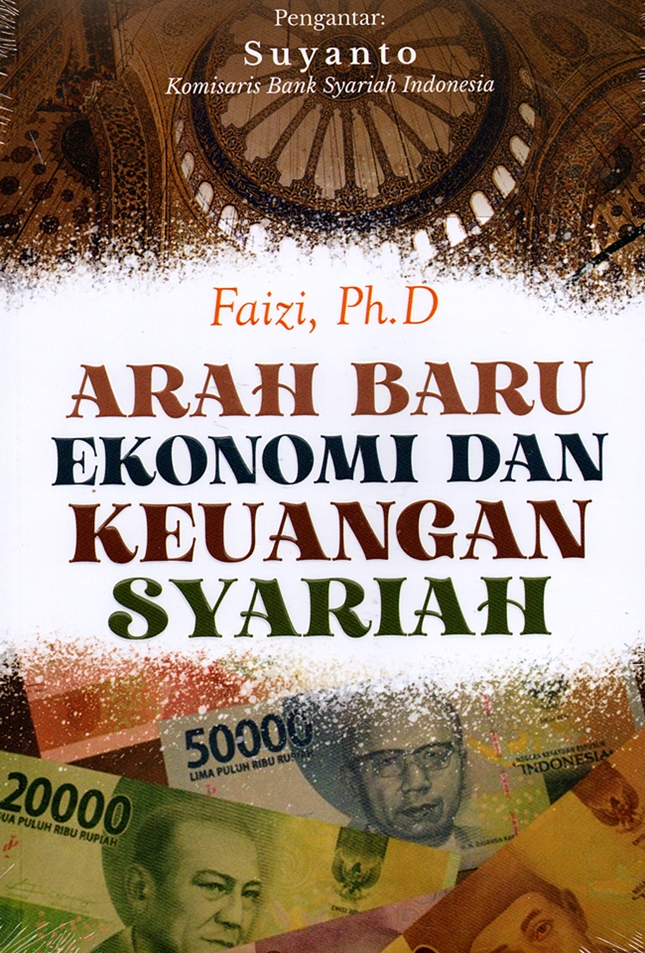 Pengantar:
Suyanto
Komisaris Bank Syariah Indonesia
Faizi, Ph.D
ARAH BARU
EKONOMI DAN
KEUANGAN
SYARIAH
50000
LIMA PULUH RIBU RUPIAH
INDONESIA
20000
PULUH RIBU RUPIAH